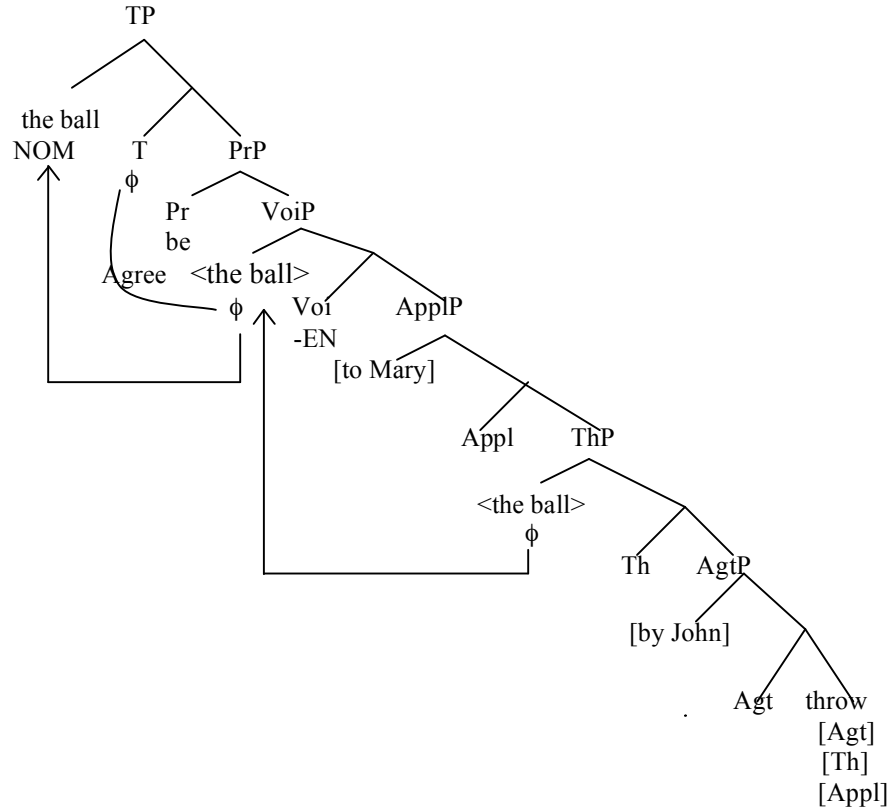 TP
the ball
NOM T PrP
ϕ
Pr VoiP
be
Agree <the ball>
ϕ Voi ApplP
-EN
[to Mary]
Appl ThP
<the ball>
ϕ
Th AgtP
[by John]
Agt throw
[Agt]
[Th]
[Appl]